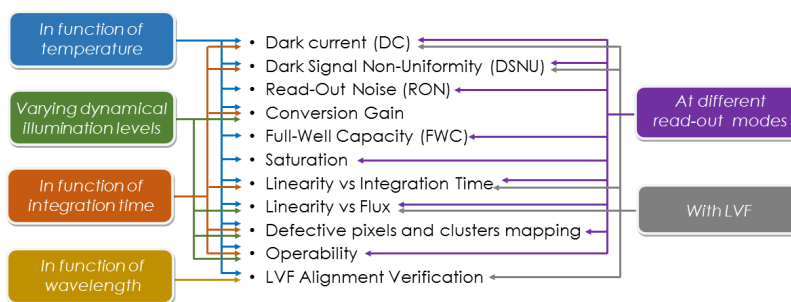 In function of
temperature
Varying dynamical
illumination levels
In function of
integration time
In function of
wavelength
• Dark current (DC)
• Dark Signal Non-Uniformity (DSNU)
• Read-Out Noise (RON)
• Conversion Gain
• Full-Well Capacity (FWC)
• Saturation
• Linearity vs Integration Time
• Linearity vs Flux
• Defective pixels and clusters mapping
• Operability
• LVF Alignment Verification
At different
read-out modes
With LVF